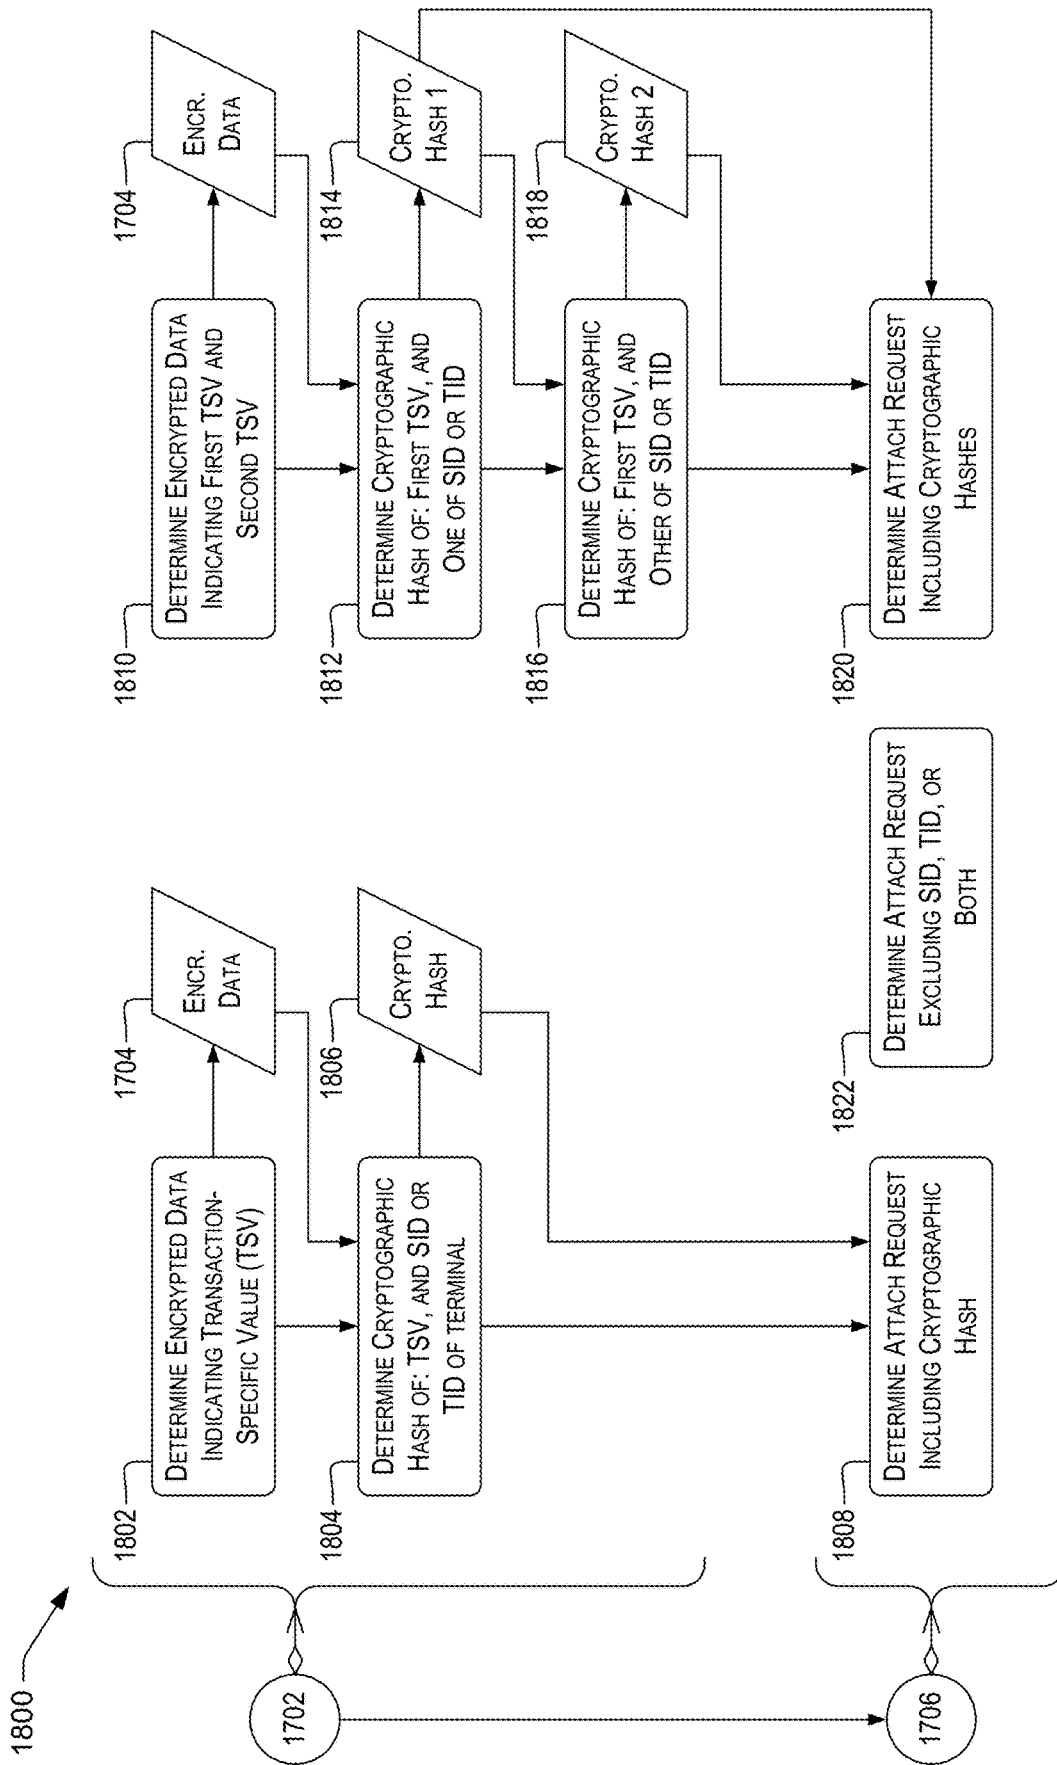 1800
1702
1706
1802
DETERMINE ENCRYPTED DATA
INDICATING TRANSACTION-
SPECIFIC VALUE (TSV)
1704
ENCR.
DATA
1804
DETERMINE CRYPTOGRAPHIC
HASH OF: TSV, AND SID OR
TID OF TERMINAL
1806
CRYPTO.
HASH
1808
DETERMINE ATTACH REQUEST
INCLUDING CRYPTOGRAPHIC
HASH
1822
DETERMINE ATTACH REQUEST
EXCLUDING SID, TID, OR
BOTH
1810
DETERMINE ENCRYPTED DATA
INDICATING FIRST TSV AND
SECOND TSV
1704
ENCR.
DATA
1812
DETERMINE CRYPTOGRAPHIC
HASH OF: FIRST TSV, AND
ONE OF SID OR TID
1814
CRYPTO.
HASH 1
1816
DETERMINE CRYPTOGRAPHIC
HASH OF: FIRST TSV, AND
OTHER OF SID OR TID
1818
CRYPTO.
HASH 2
1820
DETERMINE ATTACH REQUEST
INCLUDING CRYPTOGRAPHIC
HASHES